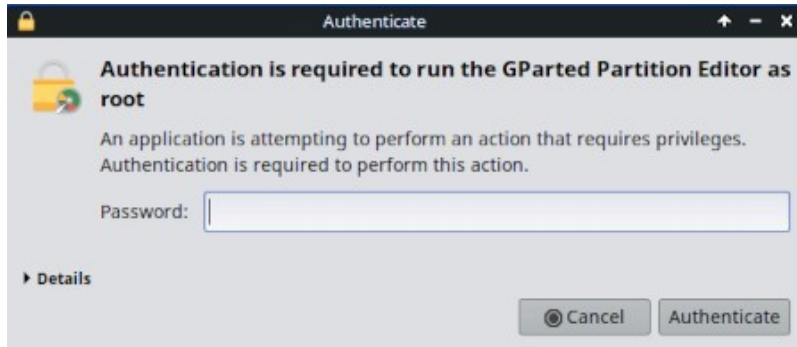 Authenticate
Authentication is required to run the GParted Partition Editor as
root
An application is attempting to perform an action that requires privileges.
Authentication is required to perform this action.
Password:
Details
Cancel Authenticate